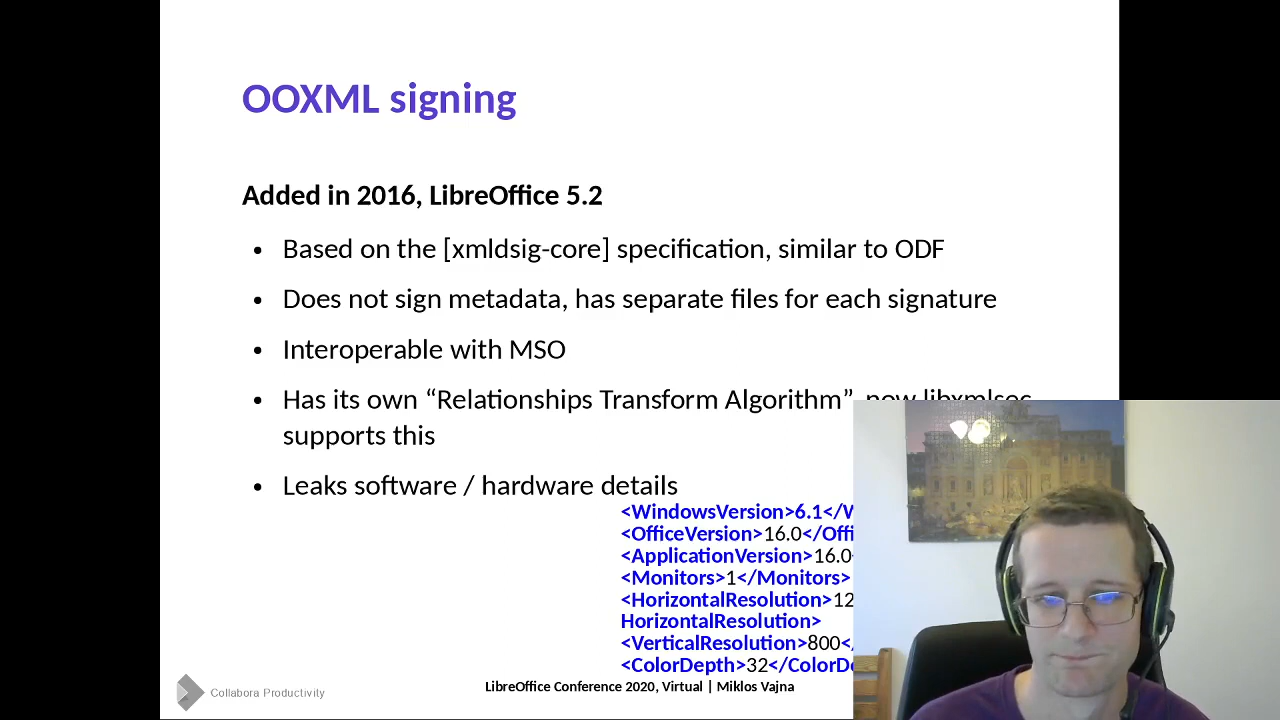 OOXML signing
Added in 2016, LibreOffice 5.2
• Based on the [xmldsig-core] specification, similar to ODF
• Does not sign metadata, has separate files for each signature
• Interoperable with MSO
• Has its own “Relationships Transform Algorithm”, now libxmlsec
supports this
• Leaks software / hardware details
<WindowsVersion>6.1</W
<OfficeVersion>16.0</Offi
<ApplicationVersion>16.0
<Monitors>1</Monitors>
<HorizontalResolution>12
HorizontalResolution>
<VerticalResolution>800</
<ColorDepth>32</ColorDe
Collabora Productivity
LibreOffice Conference 2020, Virtual | Miklos Vajna